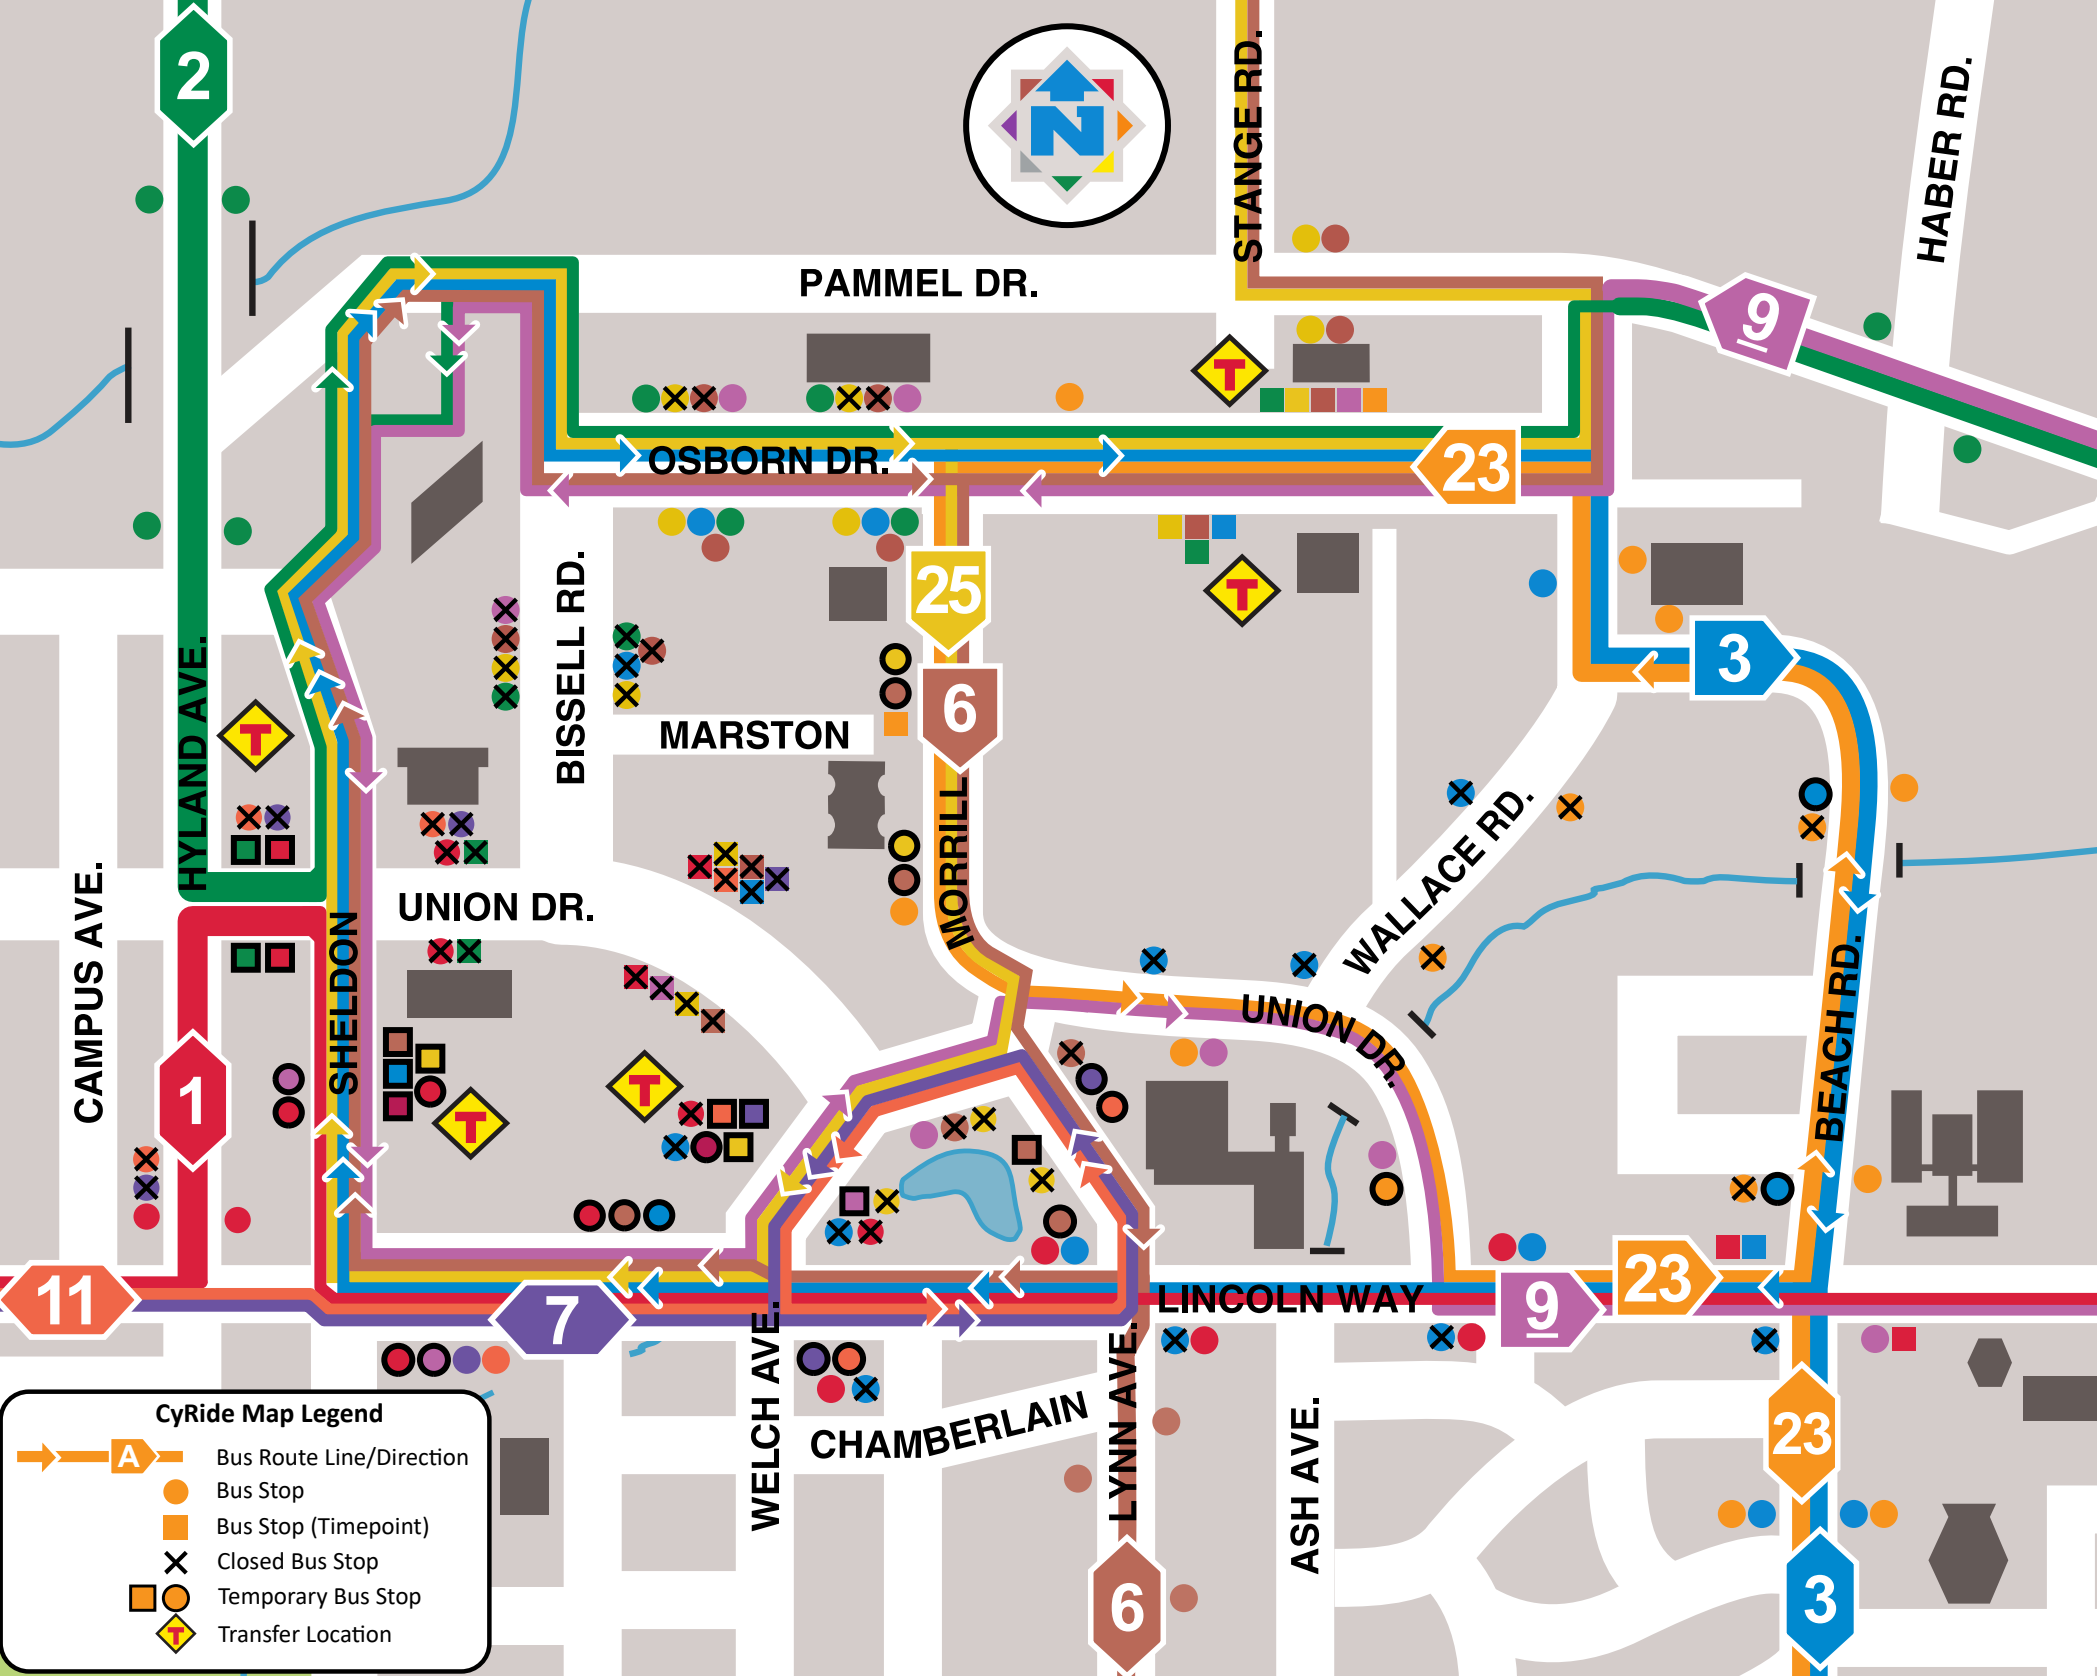 2
N
STANGE RD.
HABER RD.
PAMMEL DR.
9
T
23
OSBORN DR.
25
T
BISSELL RD.
3
HYLAND AVE.
6
MARSTON
T
MORRILL
WALLACE RD.
CAMPUS AVE.
UNION DR.
SHELDON
BEACH RD.
UNION DR.
1
T
T
11
7
LINCOLN WAY
9
23
WELCH AVE.
CHAMBERLAIN
LYNN AVE.
ASH AVE.
23
6
3
CyRide Map Legend
A Bus Route Line/Direction
Bus Stop
Bus Stop (Timepoint)
Closed Bus Stop
Temporary Bus Stop
T Transfer Location